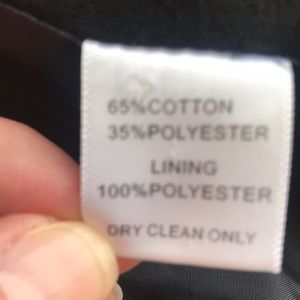 65%COTTON
35%POLYESTER
LINING
100%POLYESTER
DRY CLEAN ONLY